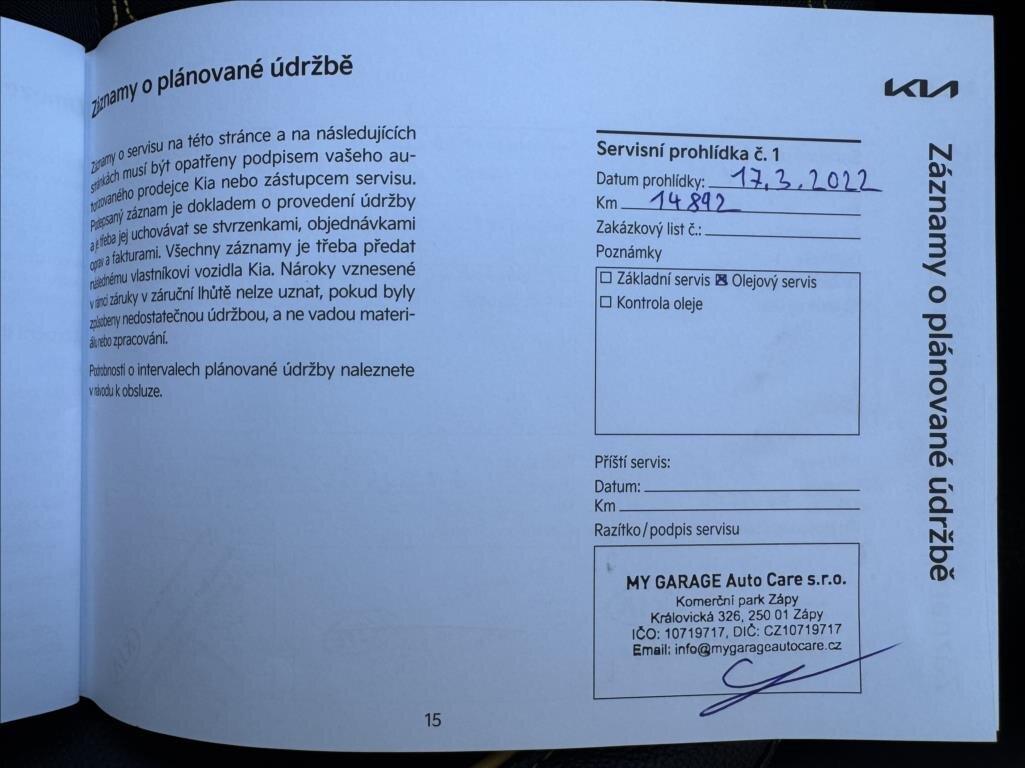 Záznamy o plánované údržbě
Záznamy o servisu na této stránce a na následujících
stránkách musí být opatřeny podpisem vašeho au-
torizovaného prodejce Kia nebo zástupcem servisu.
Podepsaný záznam je dokladem o provedení údržby
a je třeba jej uchovávat se stvrzenkami, objednávkami
oprav a fakturami. Všechny záznamy je třeba předat
následnému vlastníkovi vozidla Kia. Nároky vznesené
v rámci záruky v záruční lhůtě nelze uznat, pokud byly
způsobeny nedostatečnou údržbou, a ne vadou materi-
álu nebo zpracování.
Podrobnosti o intervalech plánované údržby naleznete
v návodu k obsluze.
15
KIA
Servisní prohlídka č. 1
Datum prohlídky: 17.3.2022
Km 14892
Zakázkový list č.:
Poznámky
Základní servis Olejový servis
Kontrola oleje
Příští servis:
Datum:
Km
Razítko/podpis servisu
MY GARAGE Auto Care s.r.o.
Komerční park Zápy
Královická 326, 250 01 Zápy
IČO: 10719717, DIČ: CZ10719717
Email: info@mygarageautocare.cz
Záznamy o plánované údržbě